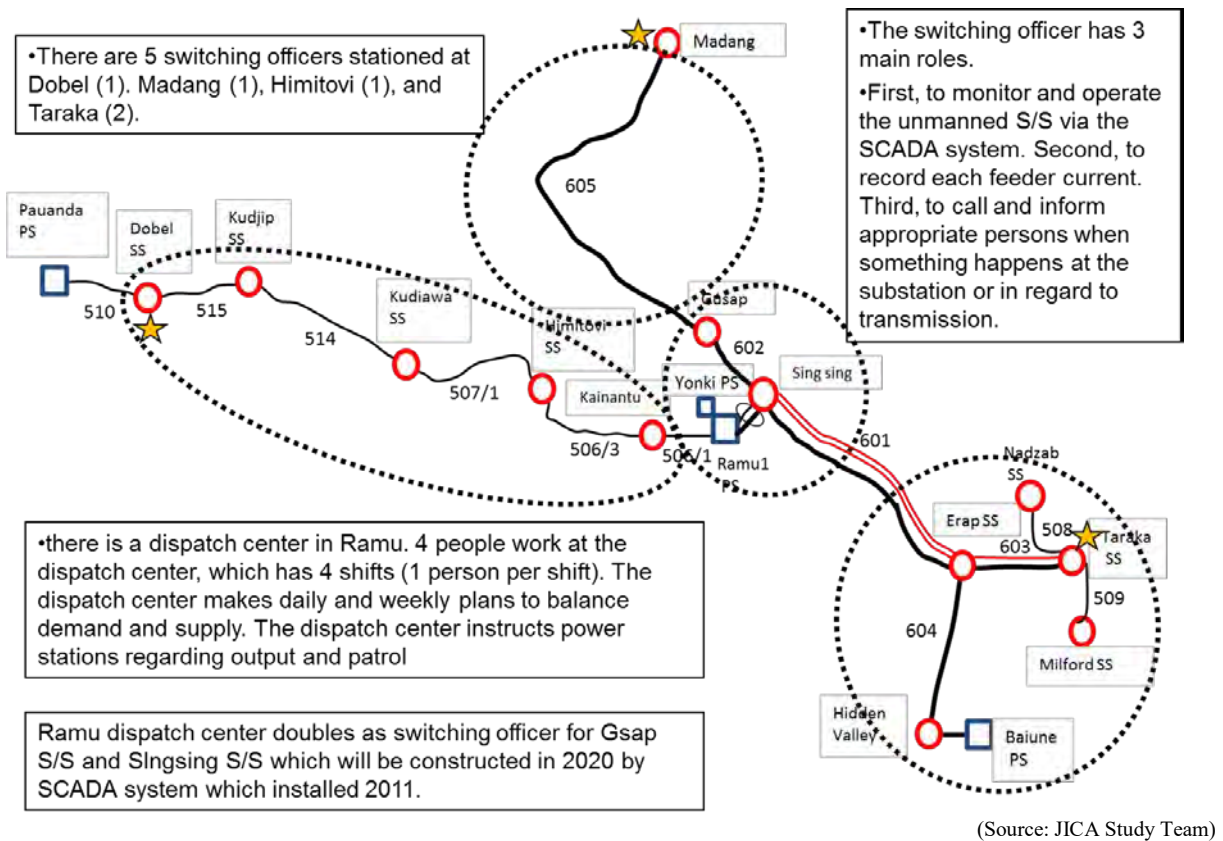 •There are 5 switching officers stationed at
Dobel (1). Madang (1), Himitovi (1), and
Taraka (2).
Madang
•The switching officer has 3
main roles.
•First, to monitor and operate
the unmanned S/S via the
SCADA system. Second, to
record each feeder current.
Third, to call and inform
appropriate persons when
something happens at the
substation or in regard to
transmission.
605
Pauanda
PS
Dobel
SS
Kudjip
SS
510
515
514
Kudiawa
SS
507/1
Himitovi
SS
Kainantu
506/3
506/1
Gusap
602
Yonki PS
Sing sing
Ramu1
PS
601
Nadzab
SS
Erap SS
508
603
Taraka
SS
509
604
Milford SS
Hidden
Valley
Baiune
PS
•there is a dispatch center in Ramu. 4 people work at the
dispatch center, which has 4 shifts (1 person per shift). The
dispatch center makes daily and weekly plans to balance
demand and supply. The dispatch center instructs power
stations regarding output and patrol
Ramu dispatch center doubles as switching officer for Gsap
S/S and SIngsing S/S which will be constructed in 2020 by
SCADA system which installed 2011.
(Source: JICA Study Team)